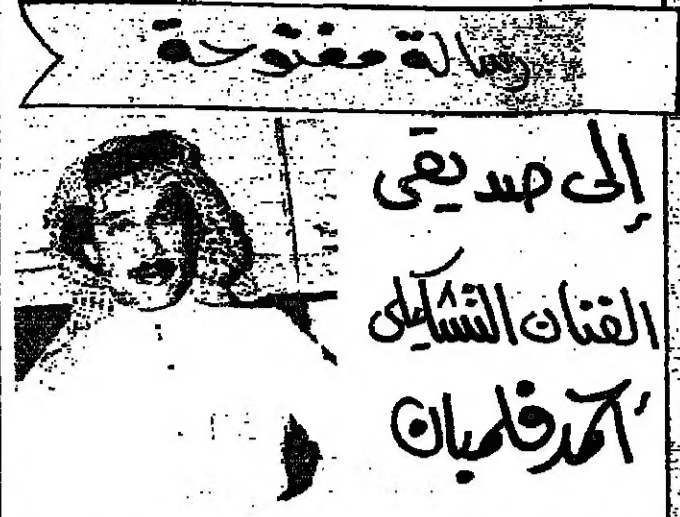 رسالة مفتوحة
إلى صديقي
الفنان التشكيلي
أحمد فلمبان